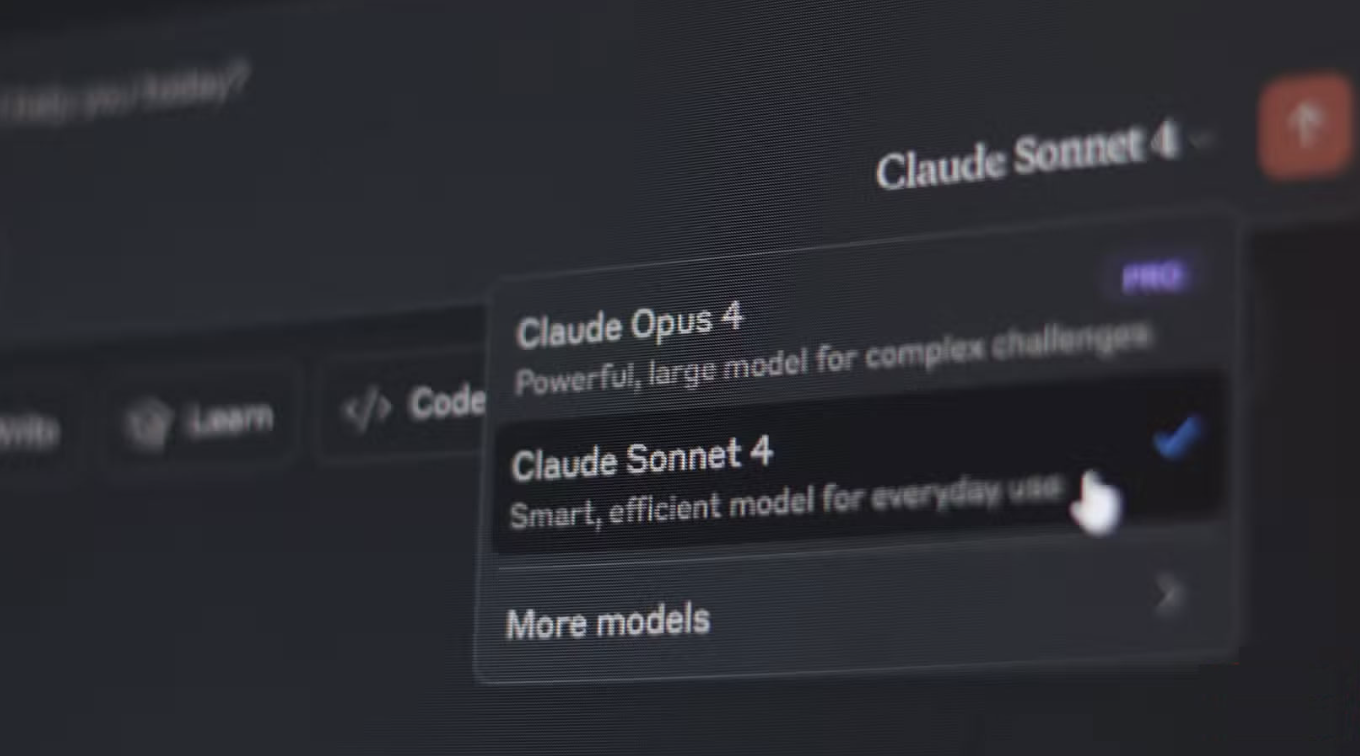 help you today?
Claude Sonnet 4
PRO
Claude Opus 4
Powerful, large model for complex challenges
Write
Learn
</> Code
Claude Sonnet 4
Smart, efficient model for everyday use
More models